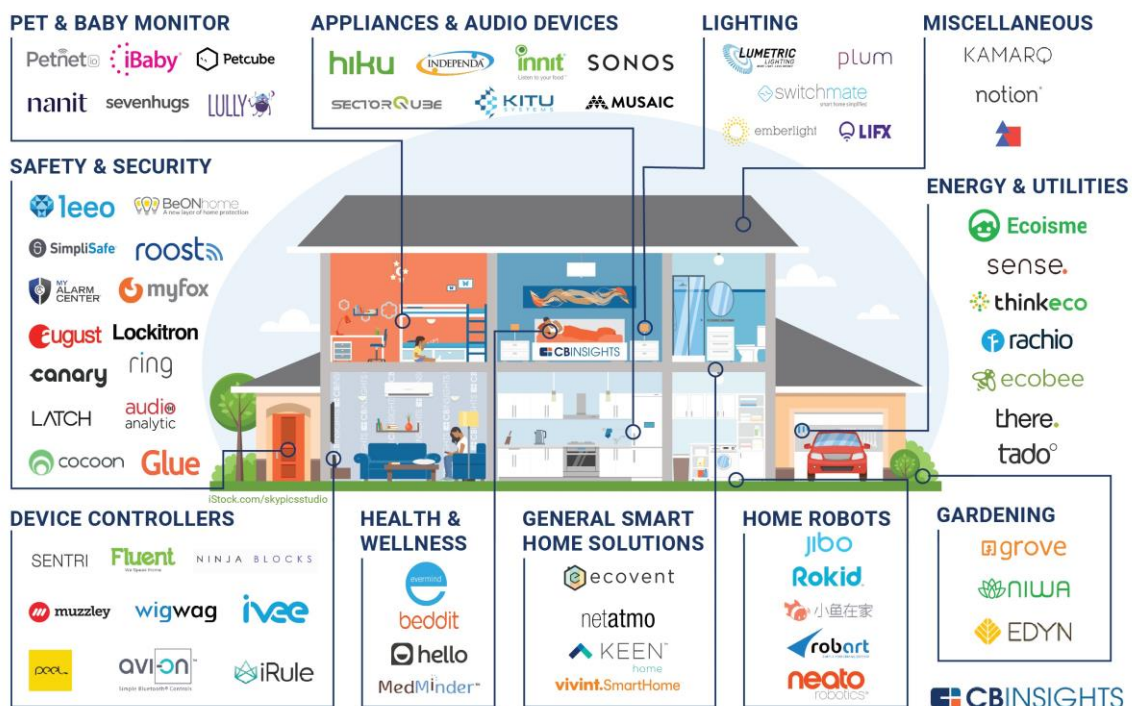 PET & BABY MONITOR
Petnet io
iBaby
Petcube
nanit
sevenhugs
LULLY
APPLIANCES & AUDIO DEVICES
hiku
INDEPENDA
innit
Listen to your food
SONOS
SECTORQUBE
KITU
SYSTEMS
MUSAIC
LIGHTING
LUMETRIC
LIGHTING
plum
switchmate
smart home simplified
emberlight
LIFX
MISCELLANEOUS
KAMARQ
notion
SAFETY & SECURITY
leeo
BeONhome
A new layer of home protection
SimpliSafe
roost
MY
ALARM
CENTER
myfox
august
Lockitron
canary
ring
LATCH
audio
analytic
cocoon
Glue
ENERGY & UTILITIES
Ecoisme
sense.
thinkeco
rachio
ecobee
there.
tado°
CBINSIGHTS
iStock.com/skypicsstudio
DEVICE CONTROLLERS
SENTRI
Fluent
NINJA BLOCKS
muzzley
wigwag
ivee
peel
avi-on™
Simple Bluetooth® Controls
iRule
HEALTH &
WELLNESS
evermind
beddit
hello
MedMinder™
GENERAL SMART
HOME SOLUTIONS
ecovent
netatmo
KEEN™
home
vivint.SmartHome
HOME ROBOTS
jibo
Rokid
小鱼在家
robart
neato
robotics™
GARDENING
grove
NIWA
EDYN
CBINSIGHTS